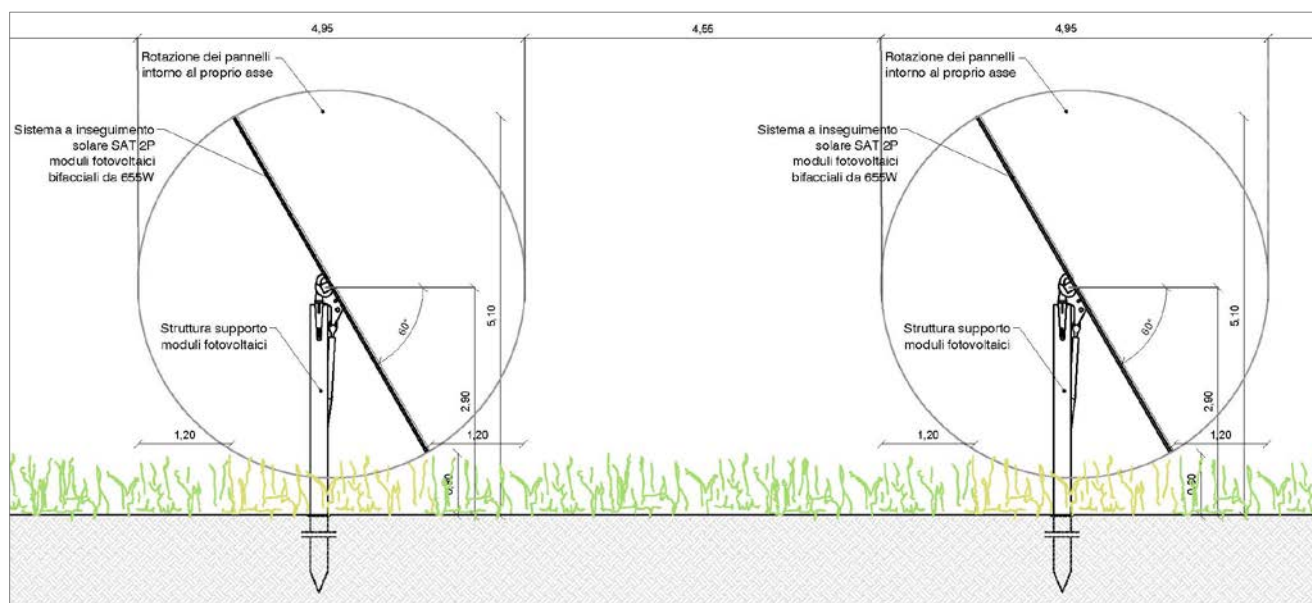 4,95
4,55
4,95
Rotazione dei pannelli
intorno al proprio asse
Sistema a inseguimento
solare SAT 2P
moduli fotovoltaici
bifacciali da 655W
60°
5,10
Struttura supporto
moduli fotovoltaici
2,90
1,20
1,20
0,90
Rotazione dei pannelli
intorno al proprio asse
Sistema a inseguimento
solare SAT 2P
moduli fotovoltaici
bifacciali da 655W
60°
5,10
Struttura supporto
moduli fotovoltaici
2,90
1,20
1,20